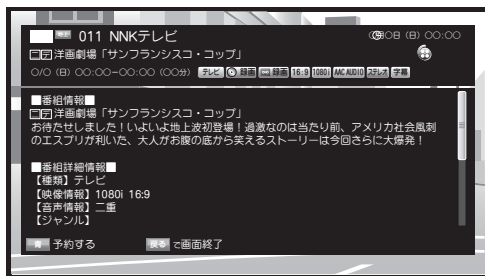 地デジ 011 NNKテレビ ○○B (日) ○○:○○
洋画劇場「サンフランシスコ・コップ」
○/○ (日) ○○:○○-○○:○○ (○○分) テレビ 録画 録画 16:9 1080i AAC AUDIO ステレオ 字幕
■番組情報■
洋画劇場「サンフランシスコ・コップ」
お待たせしました！いよいよ地上波初登場！過激なのは当たり前、アメリカ社会風刺
のエスプリが利いた、大人がお腹の底から笑えるストーリーは今回さらに大爆発！
■番組詳細情報■
【種類】テレビ
【映像情報】1080i 16:9
【音声情報】二重
【ジャンル】
青 予約する 戻る で画面終了